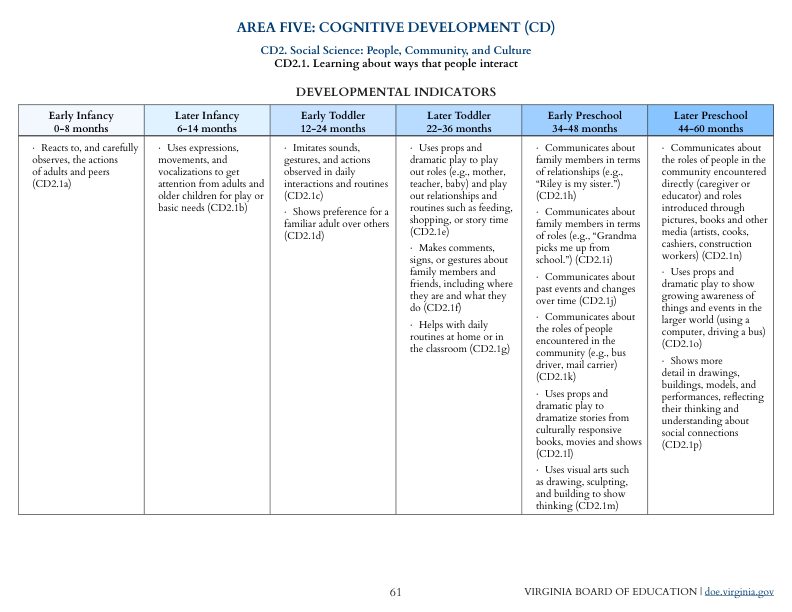 AREA FIVE: COGNITIVE DEVELOPMENT (CD)
CD2. Social Science: People, Community, and Culture
CD2.1. Learning about ways that people interact
DEVELOPMENTAL INDICATORS
Early Infancy
0–8 months
· Reacts to, and carefully
observes, the actions
of adults and peers
(CD2.1a)
Later Infancy
6–14 months
· Uses expressions,
movements, and
vocalizations to get
attention from adults and
older children for play or
basic needs (CD2.1b)
Early Toddler
12–24 months
· Imitates sounds,
gestures, and actions
observed in daily
interactions and routines
(CD2.1c)
· Shows preference for a
familiar adult over others
(CD2.1d)
Later Toddler
22–36 months
· Uses props and
dramatic play to play
out roles (e.g., mother,
teacher, baby) and play
out relationships and
routines such as feeding,
shopping, or story time
(CD2.1e)
· Makes comments,
signs, or gestures about
family members and
friends, including where
they are and what they
do (CD2.1f)
· Helps with daily
routines at home or in
the classroom (CD2.1g)
Early Preschool
34–48 months
· Communicates about
family members in terms
of relationships (e.g.,
“Riley is my sister.”)
(CD2.1h)
· Communicates about
family members in terms
of roles (e.g., “Grandma
picks me up from
school.”) (CD2.1i)
· Communicates about
past events and changes
over time (CD2.1j)
· Communicates about
the roles of people
encountered in the
community (e.g., bus
driver, mail carrier)
(CD2.1k)
· Uses props and
dramatic play to
dramatize stories from
culturally responsive
books, movies and shows
(CD2.1l)
· Uses visual arts such
as drawing, sculpting,
and building to show
thinking (CD2.1m)
Later Preschool
44–60 months
· Communicates about
the roles of people in the
community encountered
directly (caregiver or
educator) and roles
introduced through
pictures, books and other
media (artists, cooks,
cashiers, construction
workers) (CD2.1n)
· Uses props and
dramatic play to show
growing awareness of
things and events in the
larger world (using a
computer, driving a bus)
(CD2.1o)
· Shows more
detail in drawings,
buildings, models, and
performances, reflecting
their thinking and
understanding about
social connections
(CD2.1p)
61
VIRGINIA BOARD OF EDUCATION | doe.virginia.gov